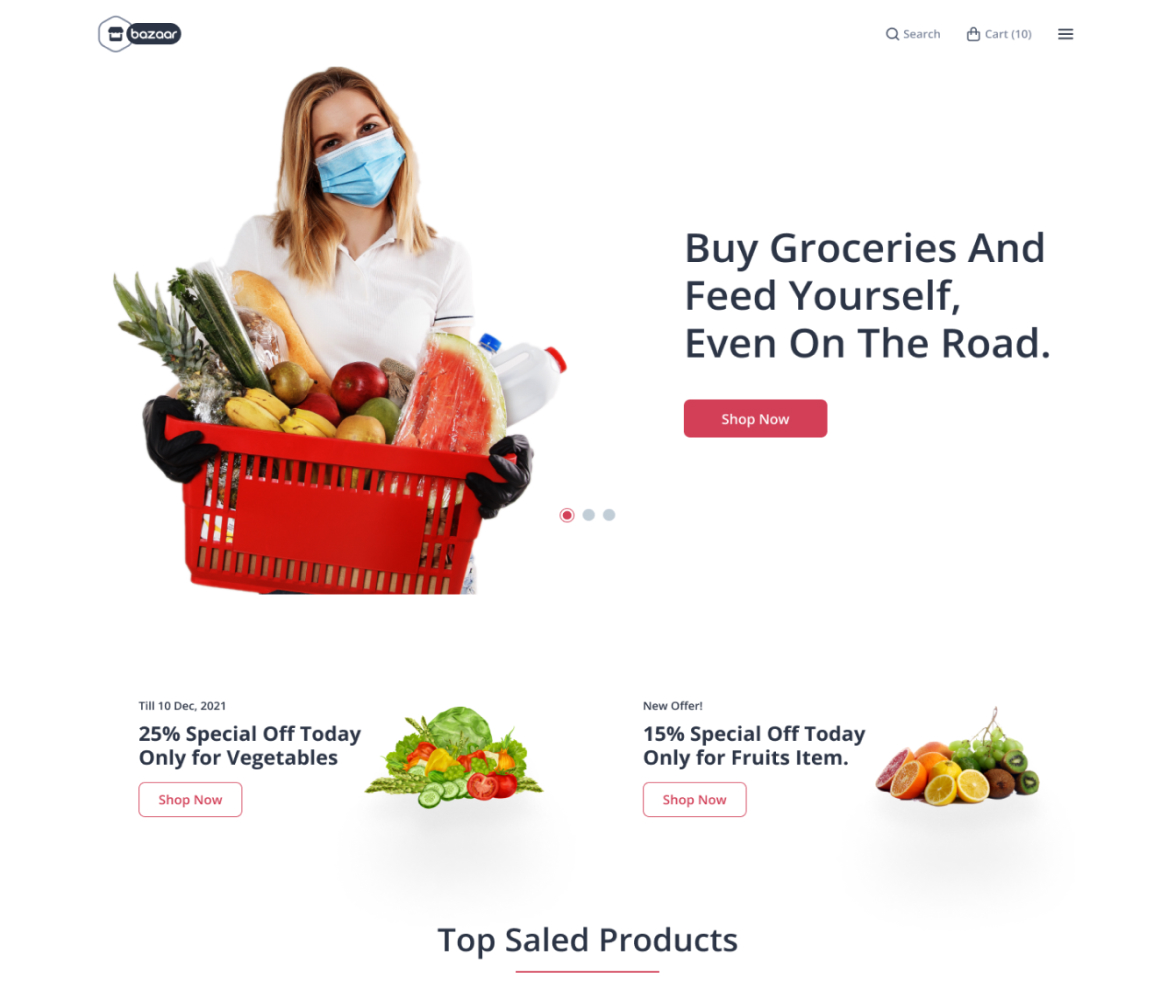 bazaar
Search
Cart (10)
Buy Groceries And
Feed Yourself,
Even On The Road.
Shop Now
Till 10 Dec, 2021
25% Special Off Today
Only for Vegetables
Shop Now
New Offer!
15% Special Off Today
Only for Fruits Item.
Shop Now
Top Saled Products